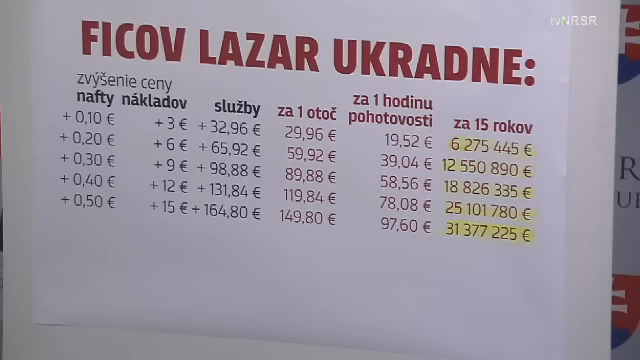 tvNRSR
FICOV LAZAR UKRADNE:
zvýšenie ceny
nafty nákladov služby za 1 otoč za 1 hodinu pohotovosti za 15 rokov
+ 0,10 € + 3 € + 32,96 € 29,96 € 19,52 € 6 275 445 €
+ 0,20 € + 6 € + 65,92 € 59,92 € 39,04 € 12 550 890 €
+ 0,30 € + 9 € + 98,88 € 89,88 € 58,56 € 18 826 335 €
+ 0,40 € + 12 € + 131,84 € 119,84 € 78,08 € 25 101 780 €
+ 0,50 € + 15 € + 164,80 € 149,80 € 97,60 € 31 377 225 €